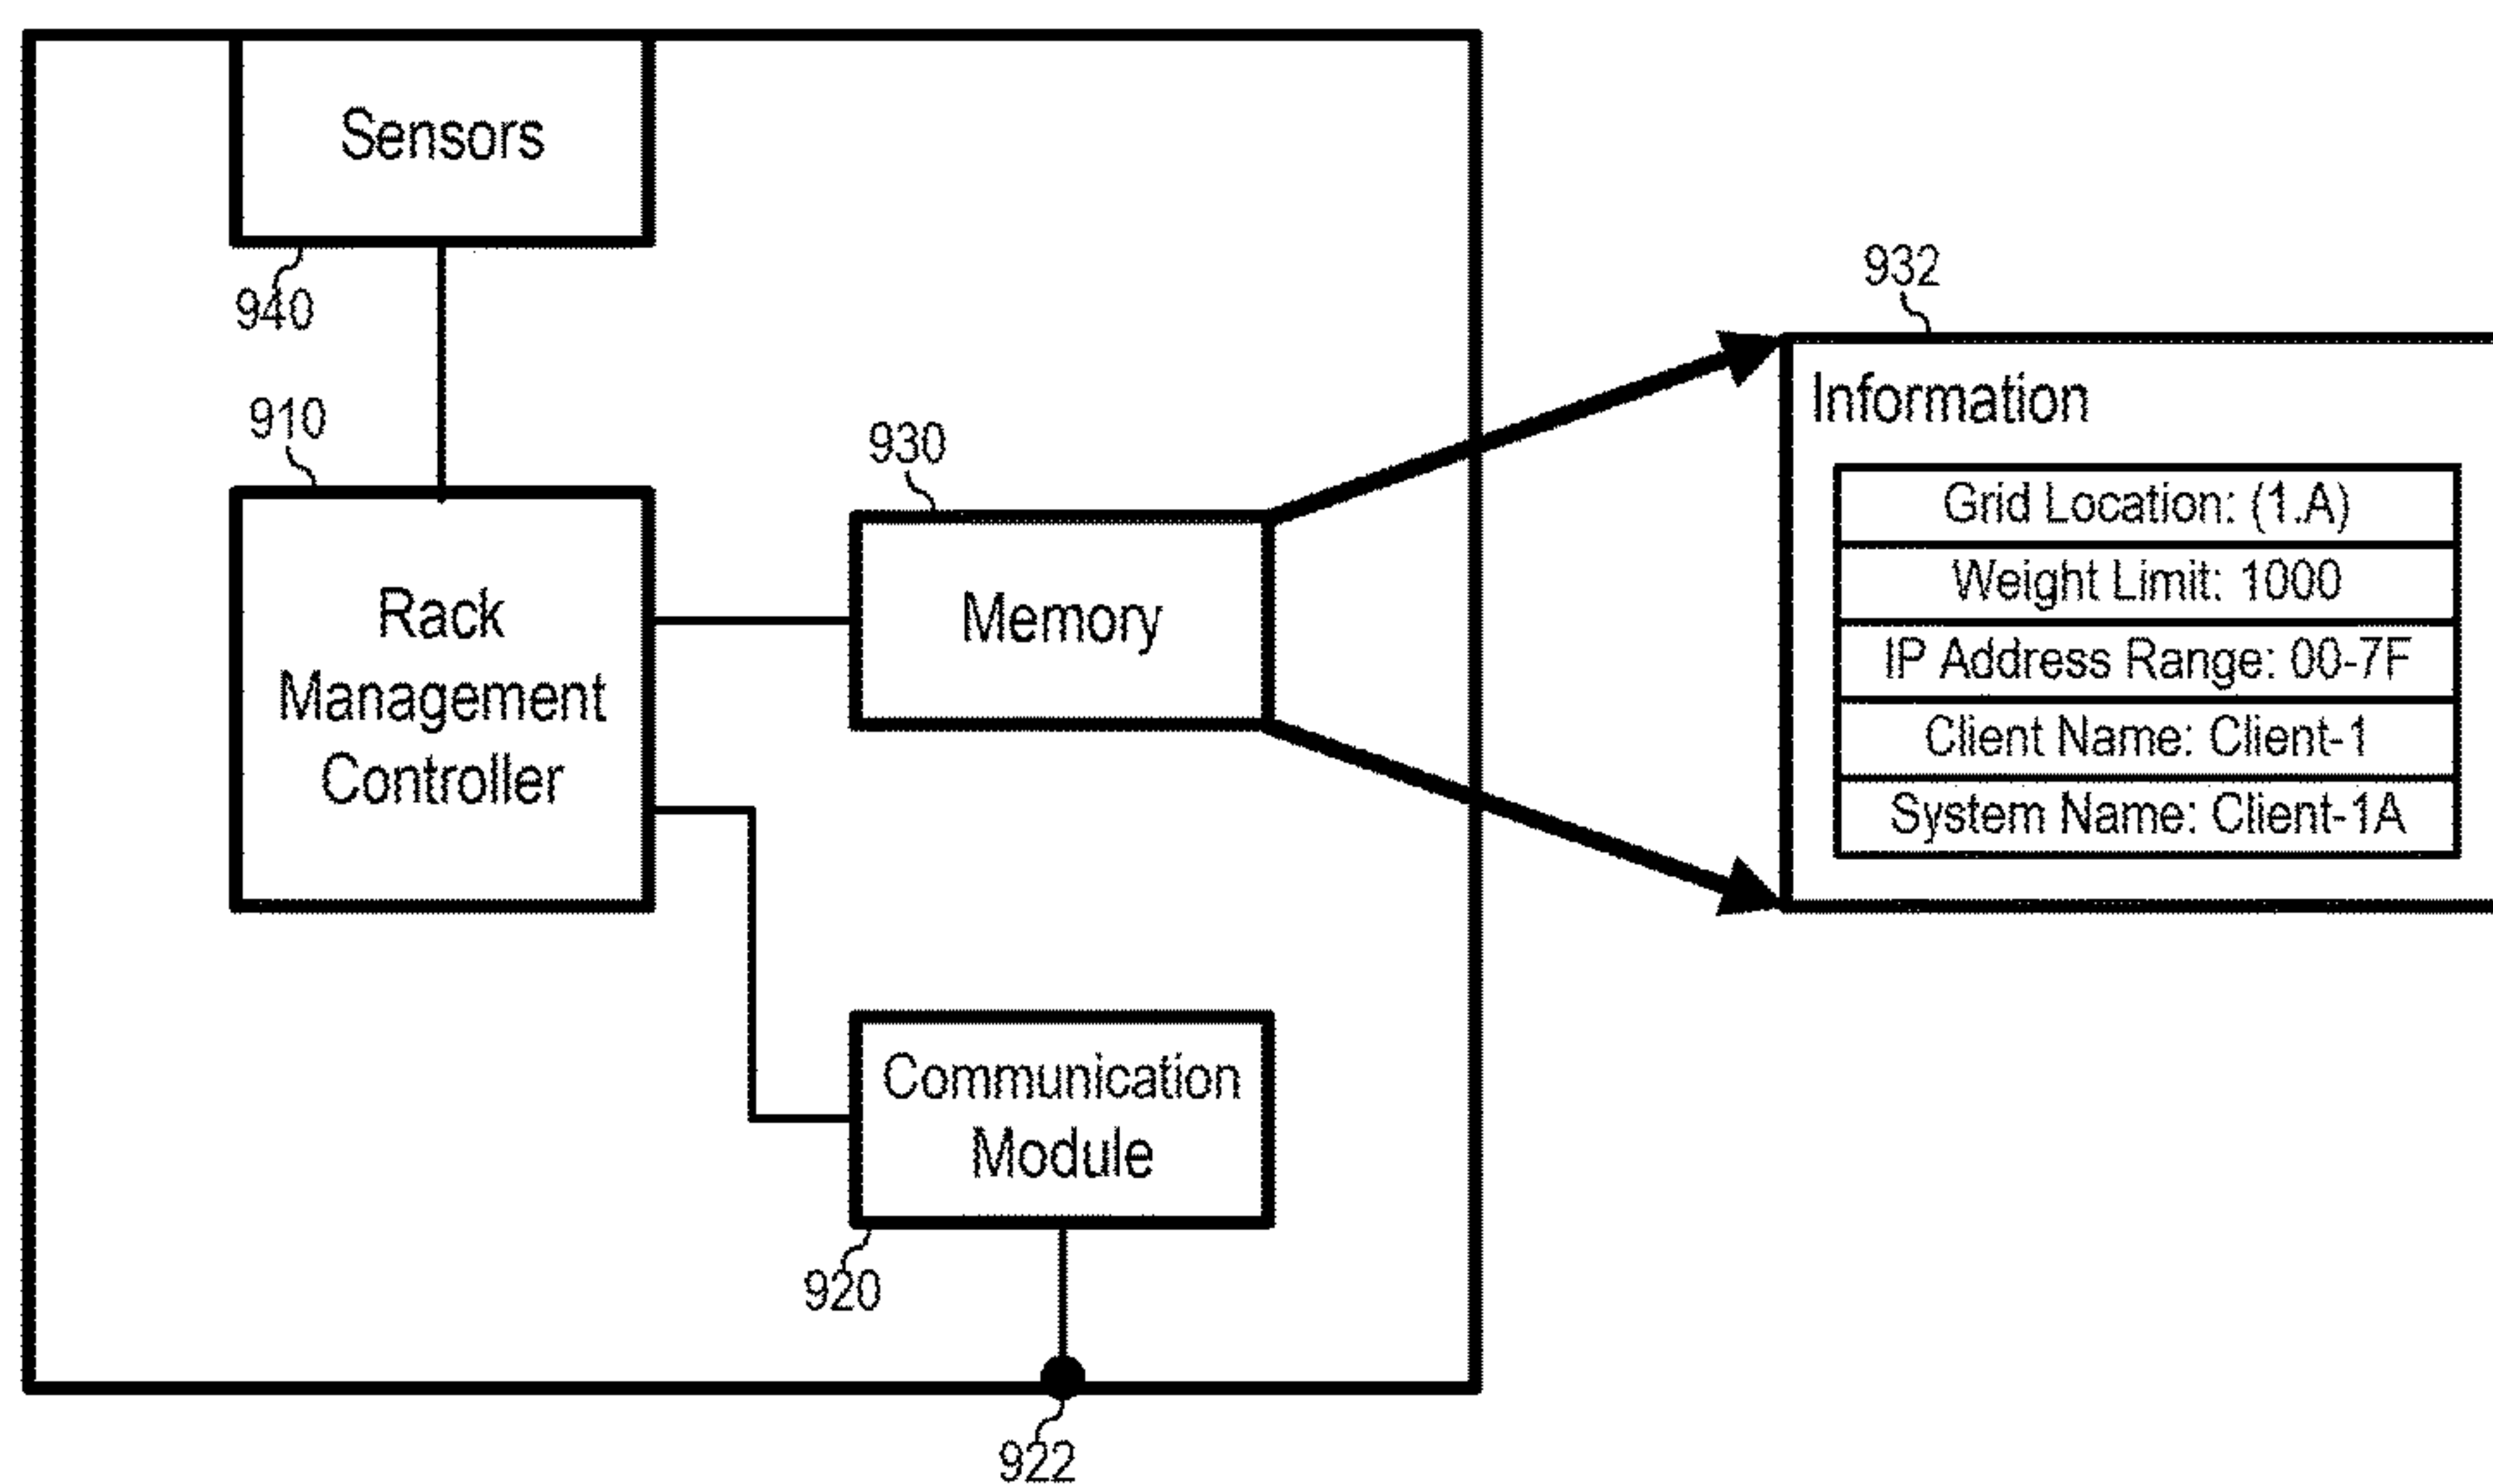 Sensors
940
910
Rack
Management
Controller
930
Memory
Communication
Module
920
922
932
Information
Grid Location: (1.A)
Weight Limit: 1000
IP Address Range: 00-7F
Client Name: Client-1
System Name: Client-1A